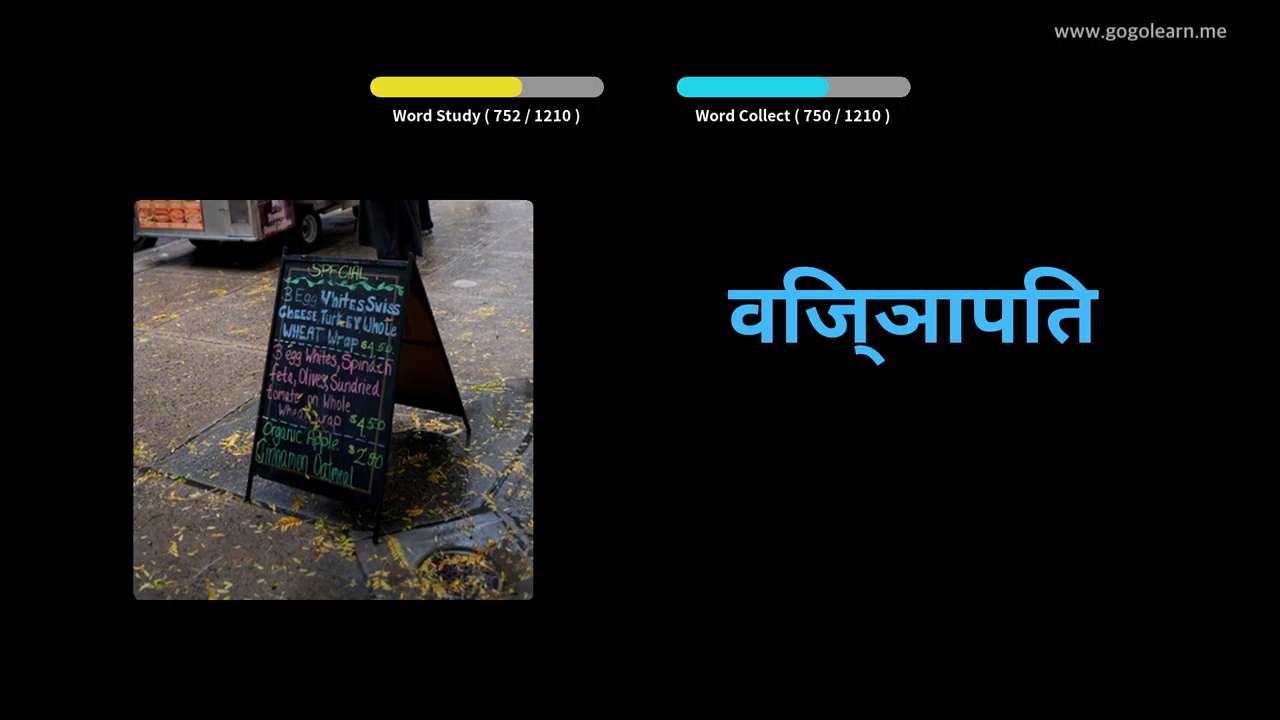 www.gogolearn.me
Word Study ( 752 / 1210 )
Word Collect ( 750 / 1210 )
SPECIAL
3 Egg Whites, Swiss
Cheese, Turkey Whole
WHEAT Wrap $4.50
3 egg Whites, Spinach
feta, Olives, Sundried
tomato on Whole
Wheat Wrap $4.50
Organic Apple
Cinnamon Oatmeal $2.50
वजि्ञापति